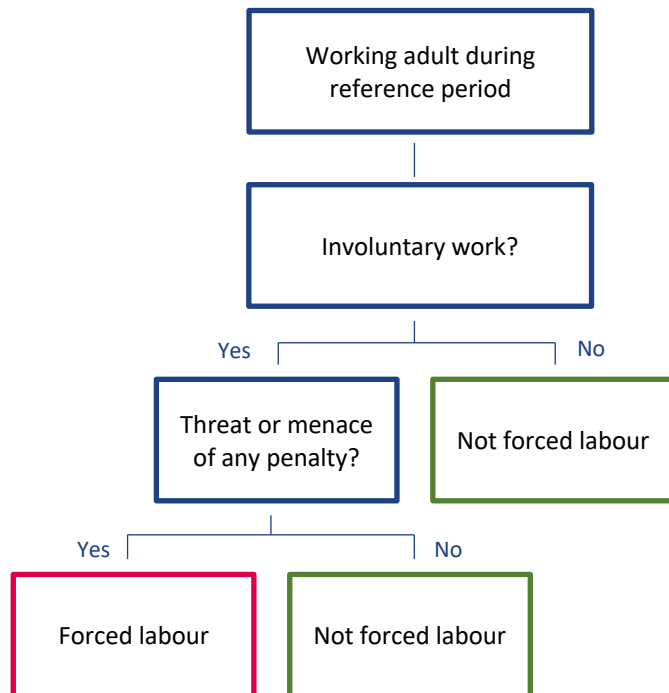 Working adult during
reference period
Involuntary work?
Yes
No
Threat or menace
of any penalty?
Not forced labour
Yes
No
Forced labour
Not forced labour